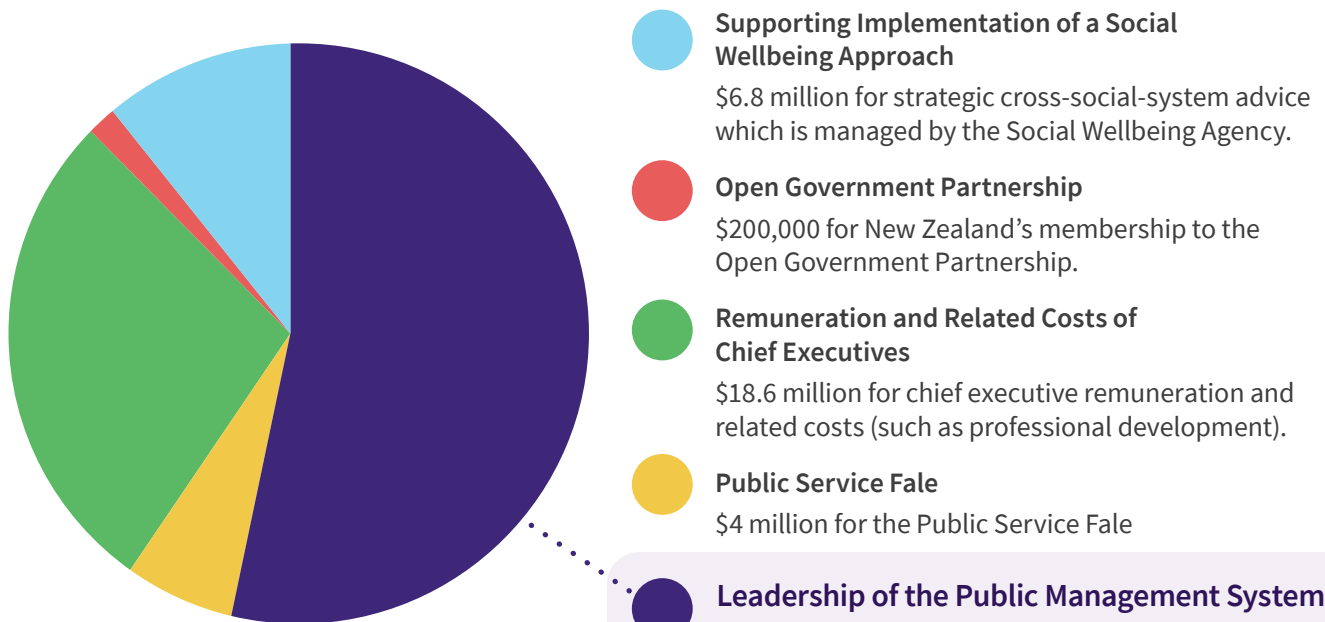 Supporting Implementation of a Social
Wellbeing Approach
$6.8 million for strategic cross-social-system advice
which is managed by the Social Wellbeing Agency.
Open Government Partnership
$200,000 for New Zealand’s membership to the
Open Government Partnership.
Remuneration and Related Costs of
Chief Executives
$18.6 million for chief executive remuneration and
related costs (such as professional development).
Public Service Fale
$4 million for the Public Service Fale
Leadership of the Public Management System